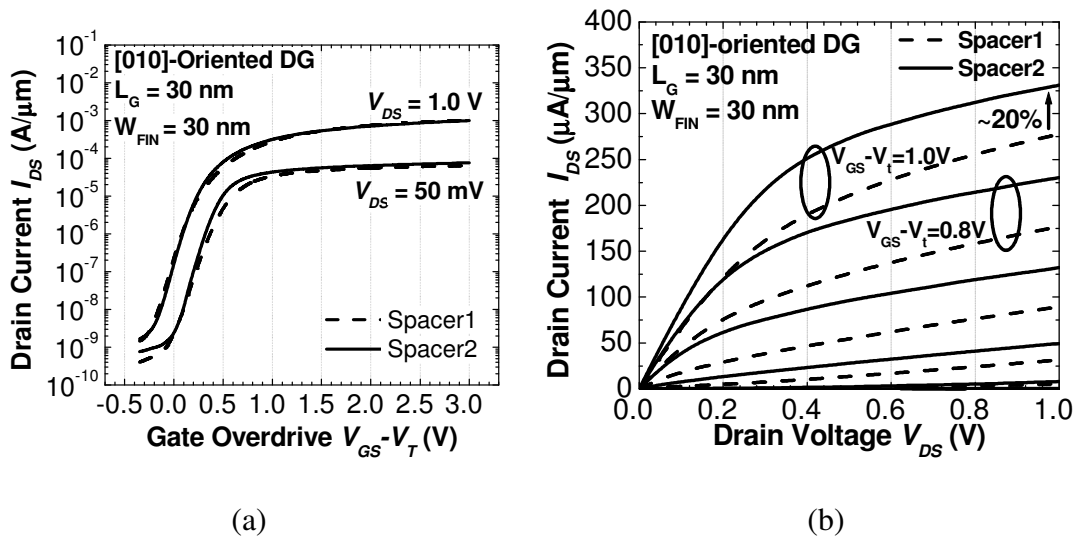 [010]-Oriented DG
L_G = 30 nm
W_FIN = 30 nm
V_DS = 1.0 V
V_DS = 50 mV
Spacer1
Spacer2
Drain Current I_DS (A/μm)
10^-1
10^-2
10^-3
10^-4
10^-5
10^-6
10^-7
10^-8
10^-9
10^-10
-0.5 0.0 0.5 1.0 1.5 2.0 2.5 3.0
Gate Overdrive V_GS-V_T (V)
(a)
[010]-oriented DG
L_G = 30 nm
W_FIN = 30 nm
Spacer1
Spacer2
~20%
V_GS-V_t=1.0V
V_GS-V_t=0.8V
Drain Current I_DS (μA/μm)
400
350
300
250
200
150
100
50
0
0.0 0.2 0.4 0.6 0.8 1.0
Drain Voltage V_DS (V)
(b)